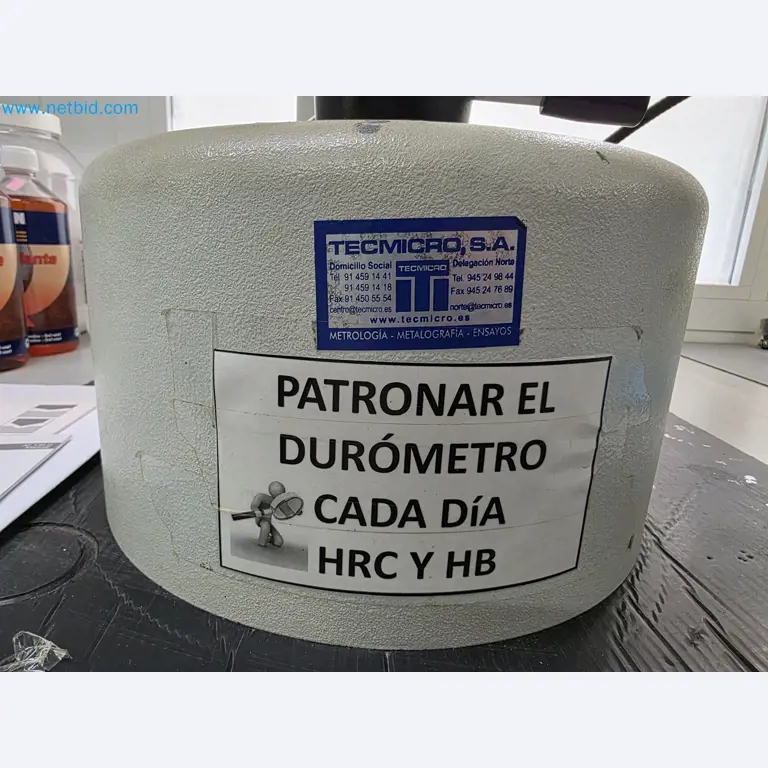 www.netbid.com
TECMICRO, S.A.
Domicilio Social
Tel. 91 459 14 41
91 459 14 18
Fax 91 450 55 54
centro@tecmicro.es
TECMICRO
Delegación Norte
Tel. 945 24 98 44
Fax 945 24 76 89
norte@tecmicro.es
www.tecmicro.es
METROLOGÍA - METALOGRAFÍA - ENSAYOS
PATRONAR EL
DURÓMETRO
CADA DíA
HRC Y HB